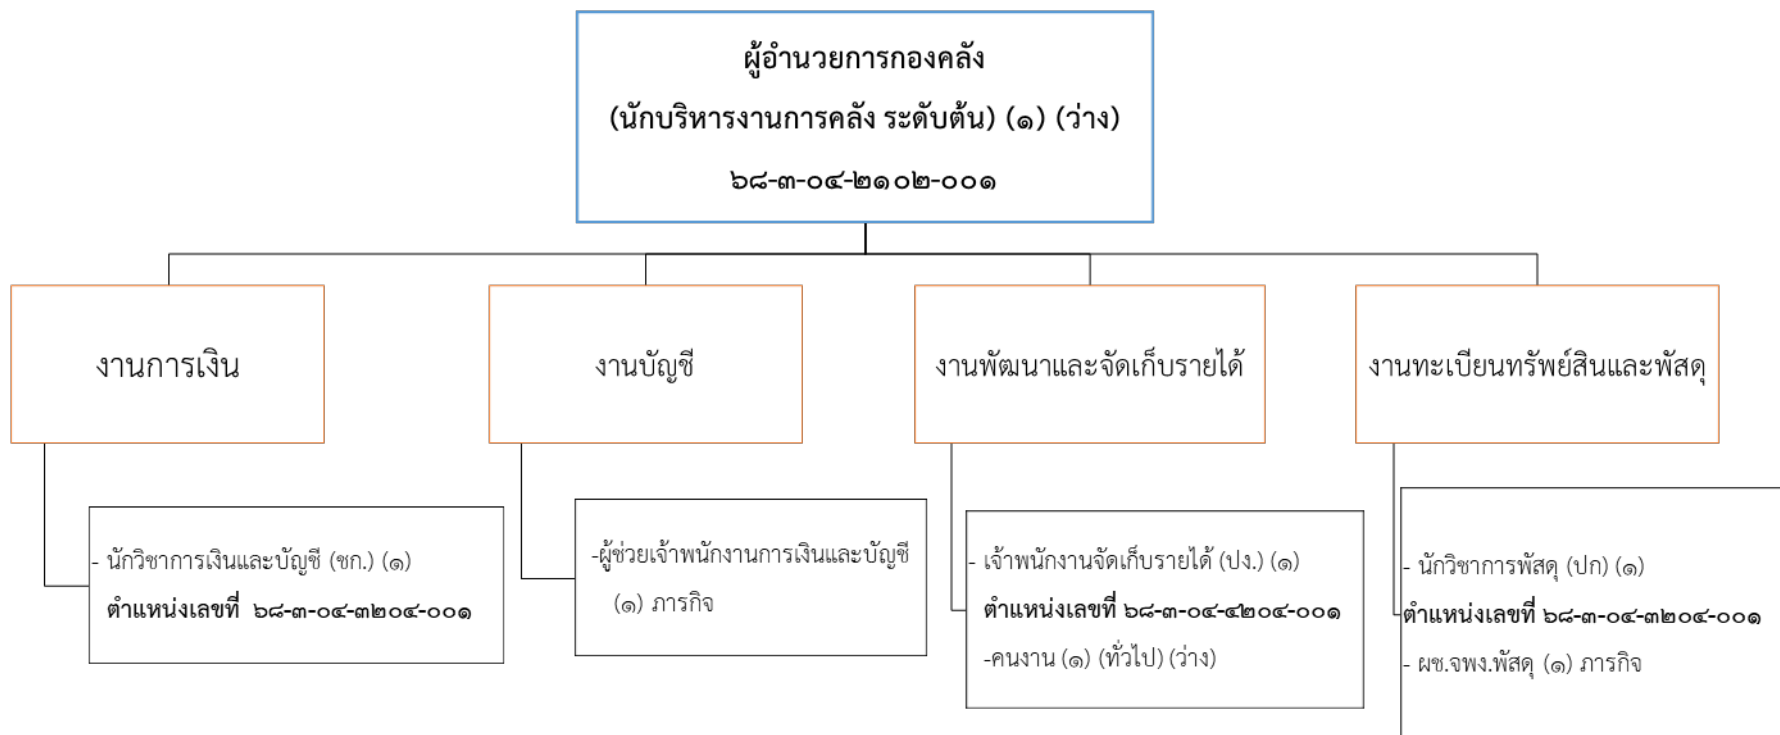 ผู้อำนวยการกองคลัง
(นักบริหารงานการคลัง ระดับต้น) (๑) (ว่าง)
๖๘-๓-๐๔-๒๑๐๒-๐๐๑
งานการเงิน
งานบัญชี
งานพัฒนาและจัดเก็บรายได้
งานทะเบียนทรัพย์สินและพัสดุ
- นักวิชาการเงินและบัญชี (ชก.) (๑)
ตำแหน่งเลขที่ ๖๘-๓-๐๔-๓๒๐๔-๐๐๑
-ผู้ช่วยเจ้าพนักงานการเงินและบัญชี
(๑) ภารกิจ
- เจ้าพนักงานจัดเก็บรายได้ (ปง.) (๑)
ตำแหน่งเลขที่ ๖๘-๓-๐๔-๔๒๐๔-๐๐๑
-คนงาน (๑) (ทั่วไป) (ว่าง)
- นักวิชาการพัสดุ (ปก) (๑)
ตำแหน่งเลขที่ ๖๘-๓-๐๔-๓๒๐๔-๐๐๑
- ผช.จพง.พัสดุ (๑) ภารกิจ